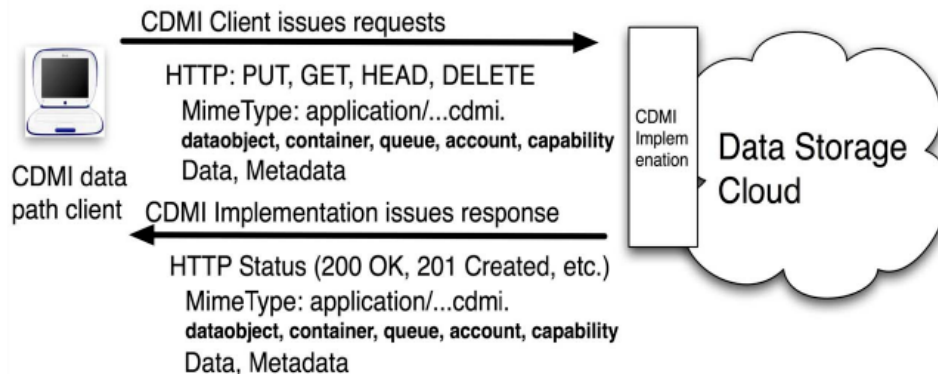 CDMI Client issues requests
HTTP: PUT, GET, HEAD, DELETE
MimeType: application/...cdmi.
dataobject, container, queue, account, capability
Data, Metadata
CDMI data
path client
CDMI Implementation issues response
HTTP Status (200 OK, 201 Created, etc.)
MimeType: application/...cdmi.
dataobject, container, queue, account, capability
Data, Metadata
CDMI
Implem
enation
Data Storage
Cloud